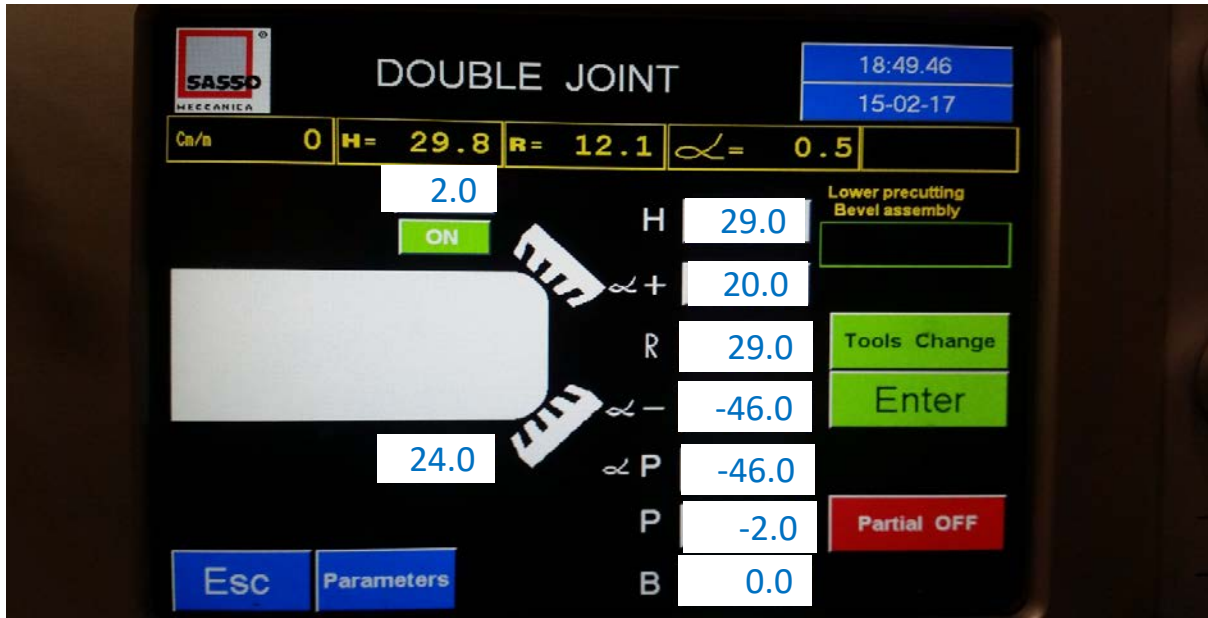 SASSO
®
MECCANICA
DOUBLE JOINT
18:49.46
15-02-17
Cm/m 0 H= 29.8 R= 12.1 ∝= 0.5
2.0
ON
Lower precutting
Bevel assembly
H 29.0
∝+ 20.0
R 29.0
Tools Change
∝- -46.0
Enter
24.0
∝ P -46.0
P -2.0
Partial OFF
Esc
Parameters
B 0.0